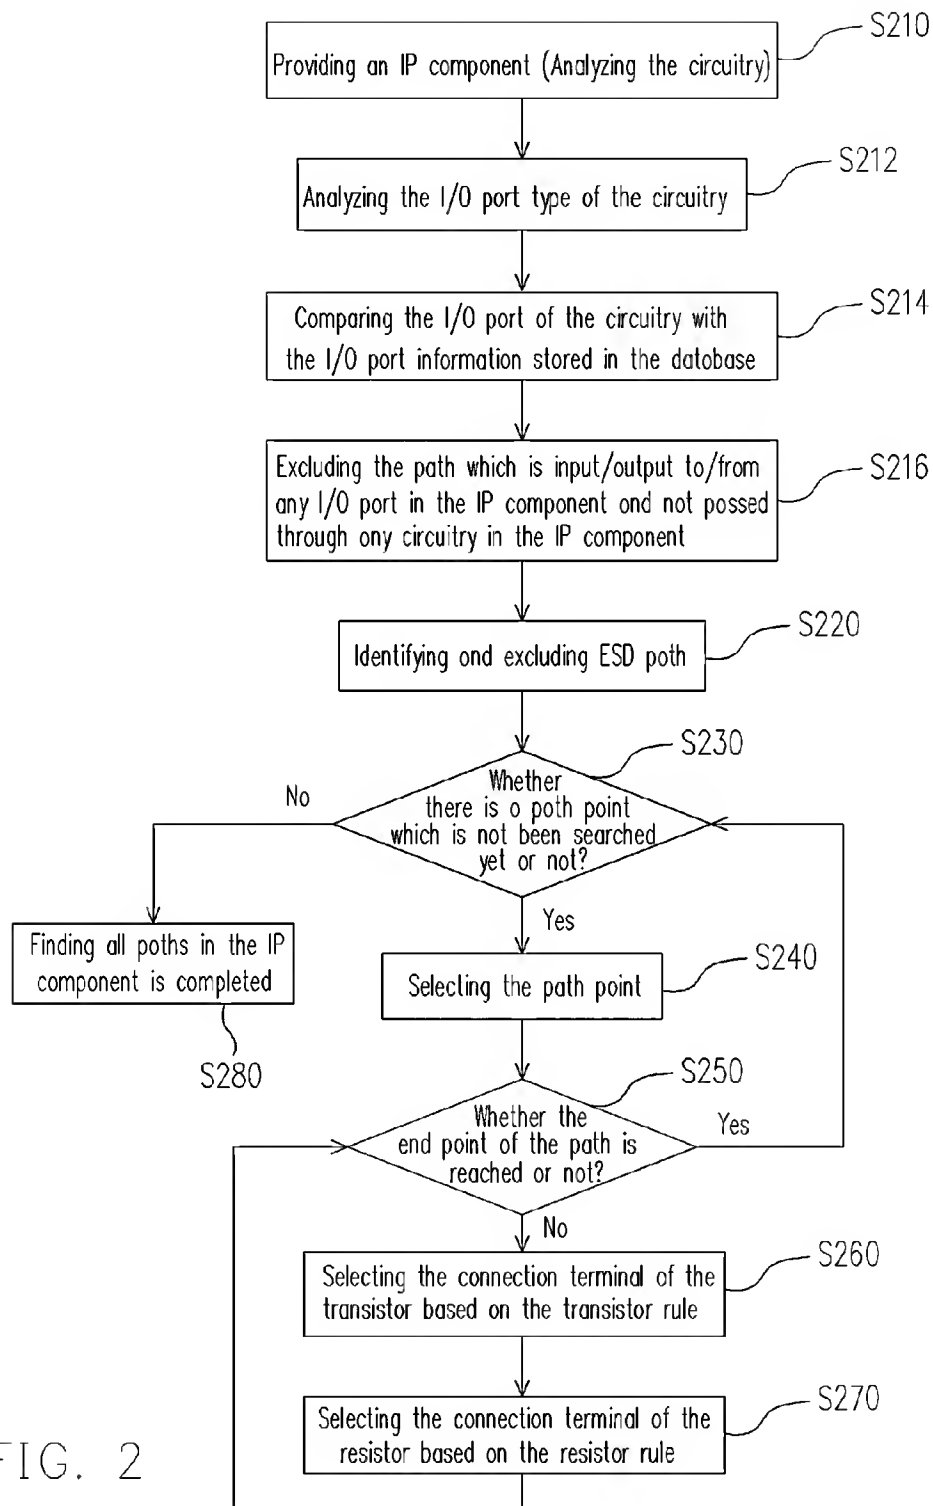 S210
Providing an IP component (Analyzing the circuitry)
S212
Analyzing the I/O port type of the circuitry
S214
Comparing the I/O port of the circuitry with
the I/O port information stored in the database
S216
Excluding the path which is input/output to/from
any I/O port in the IP component ond not possed
through ony circuitry in the IP component
S220
Identifying ond excluding ESD poth
S230
Whether
there is o poth point
which is not been searched
yet or not?
No
Yes
Finding all poths in the IP
component is completed
S280
S240
Selecting the path point
S250
Whether the
end point of the path is
reached or not?
Yes
No
S260
Selecting the connection terminal of the
transistor based on the transistor rule
S270
Selecting the connection terminal of the
resistor based on the resistor rule
FIG. 2